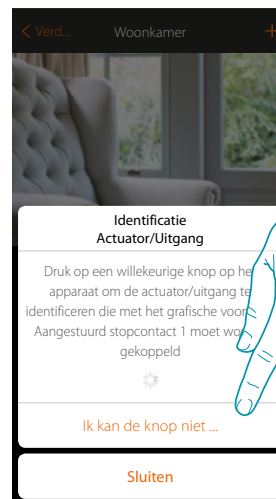 < Verd... Woonkamer +
Identificatie
Actuator/Uitgang
Druk op een willekeurige knop op he
apparaat om de actuator/uitgang te
identificeren die met het grafische voor
Aangestuurd stopcontact 1 moet wor
gekoppeld
Ik kan de knop niet ...
Sluiten